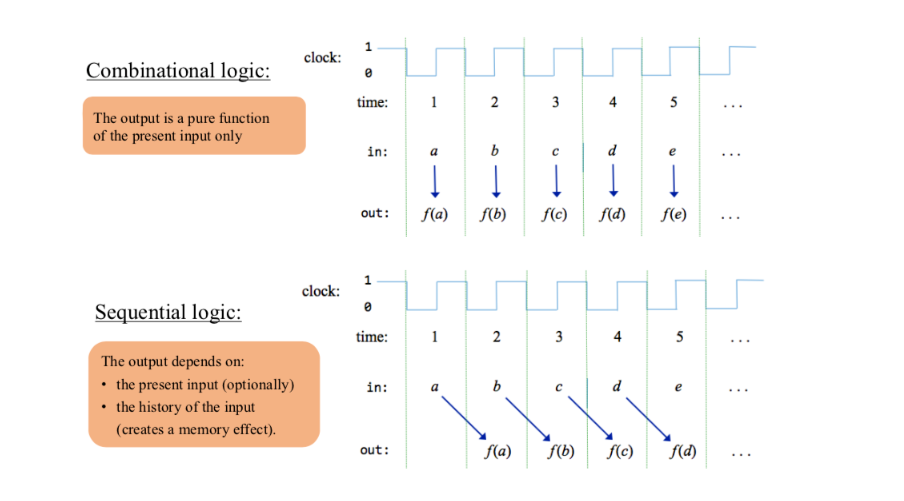 Combinational logic:
The output is a pure function
of the present input only
clock: 1 0
time: 1 2 3 4 5 ...
in: a b c d e ...
out: f(a) f(b) f(c) f(d) f(e) ...
Sequential logic:
The output depends on:
• the present input (optionally)
• the history of the input
(creates a memory effect).
clock: 1 0
time: 1 2 3 4 5 ...
in: a b c d e ...
out: f(a) f(b) f(c) f(d) ...